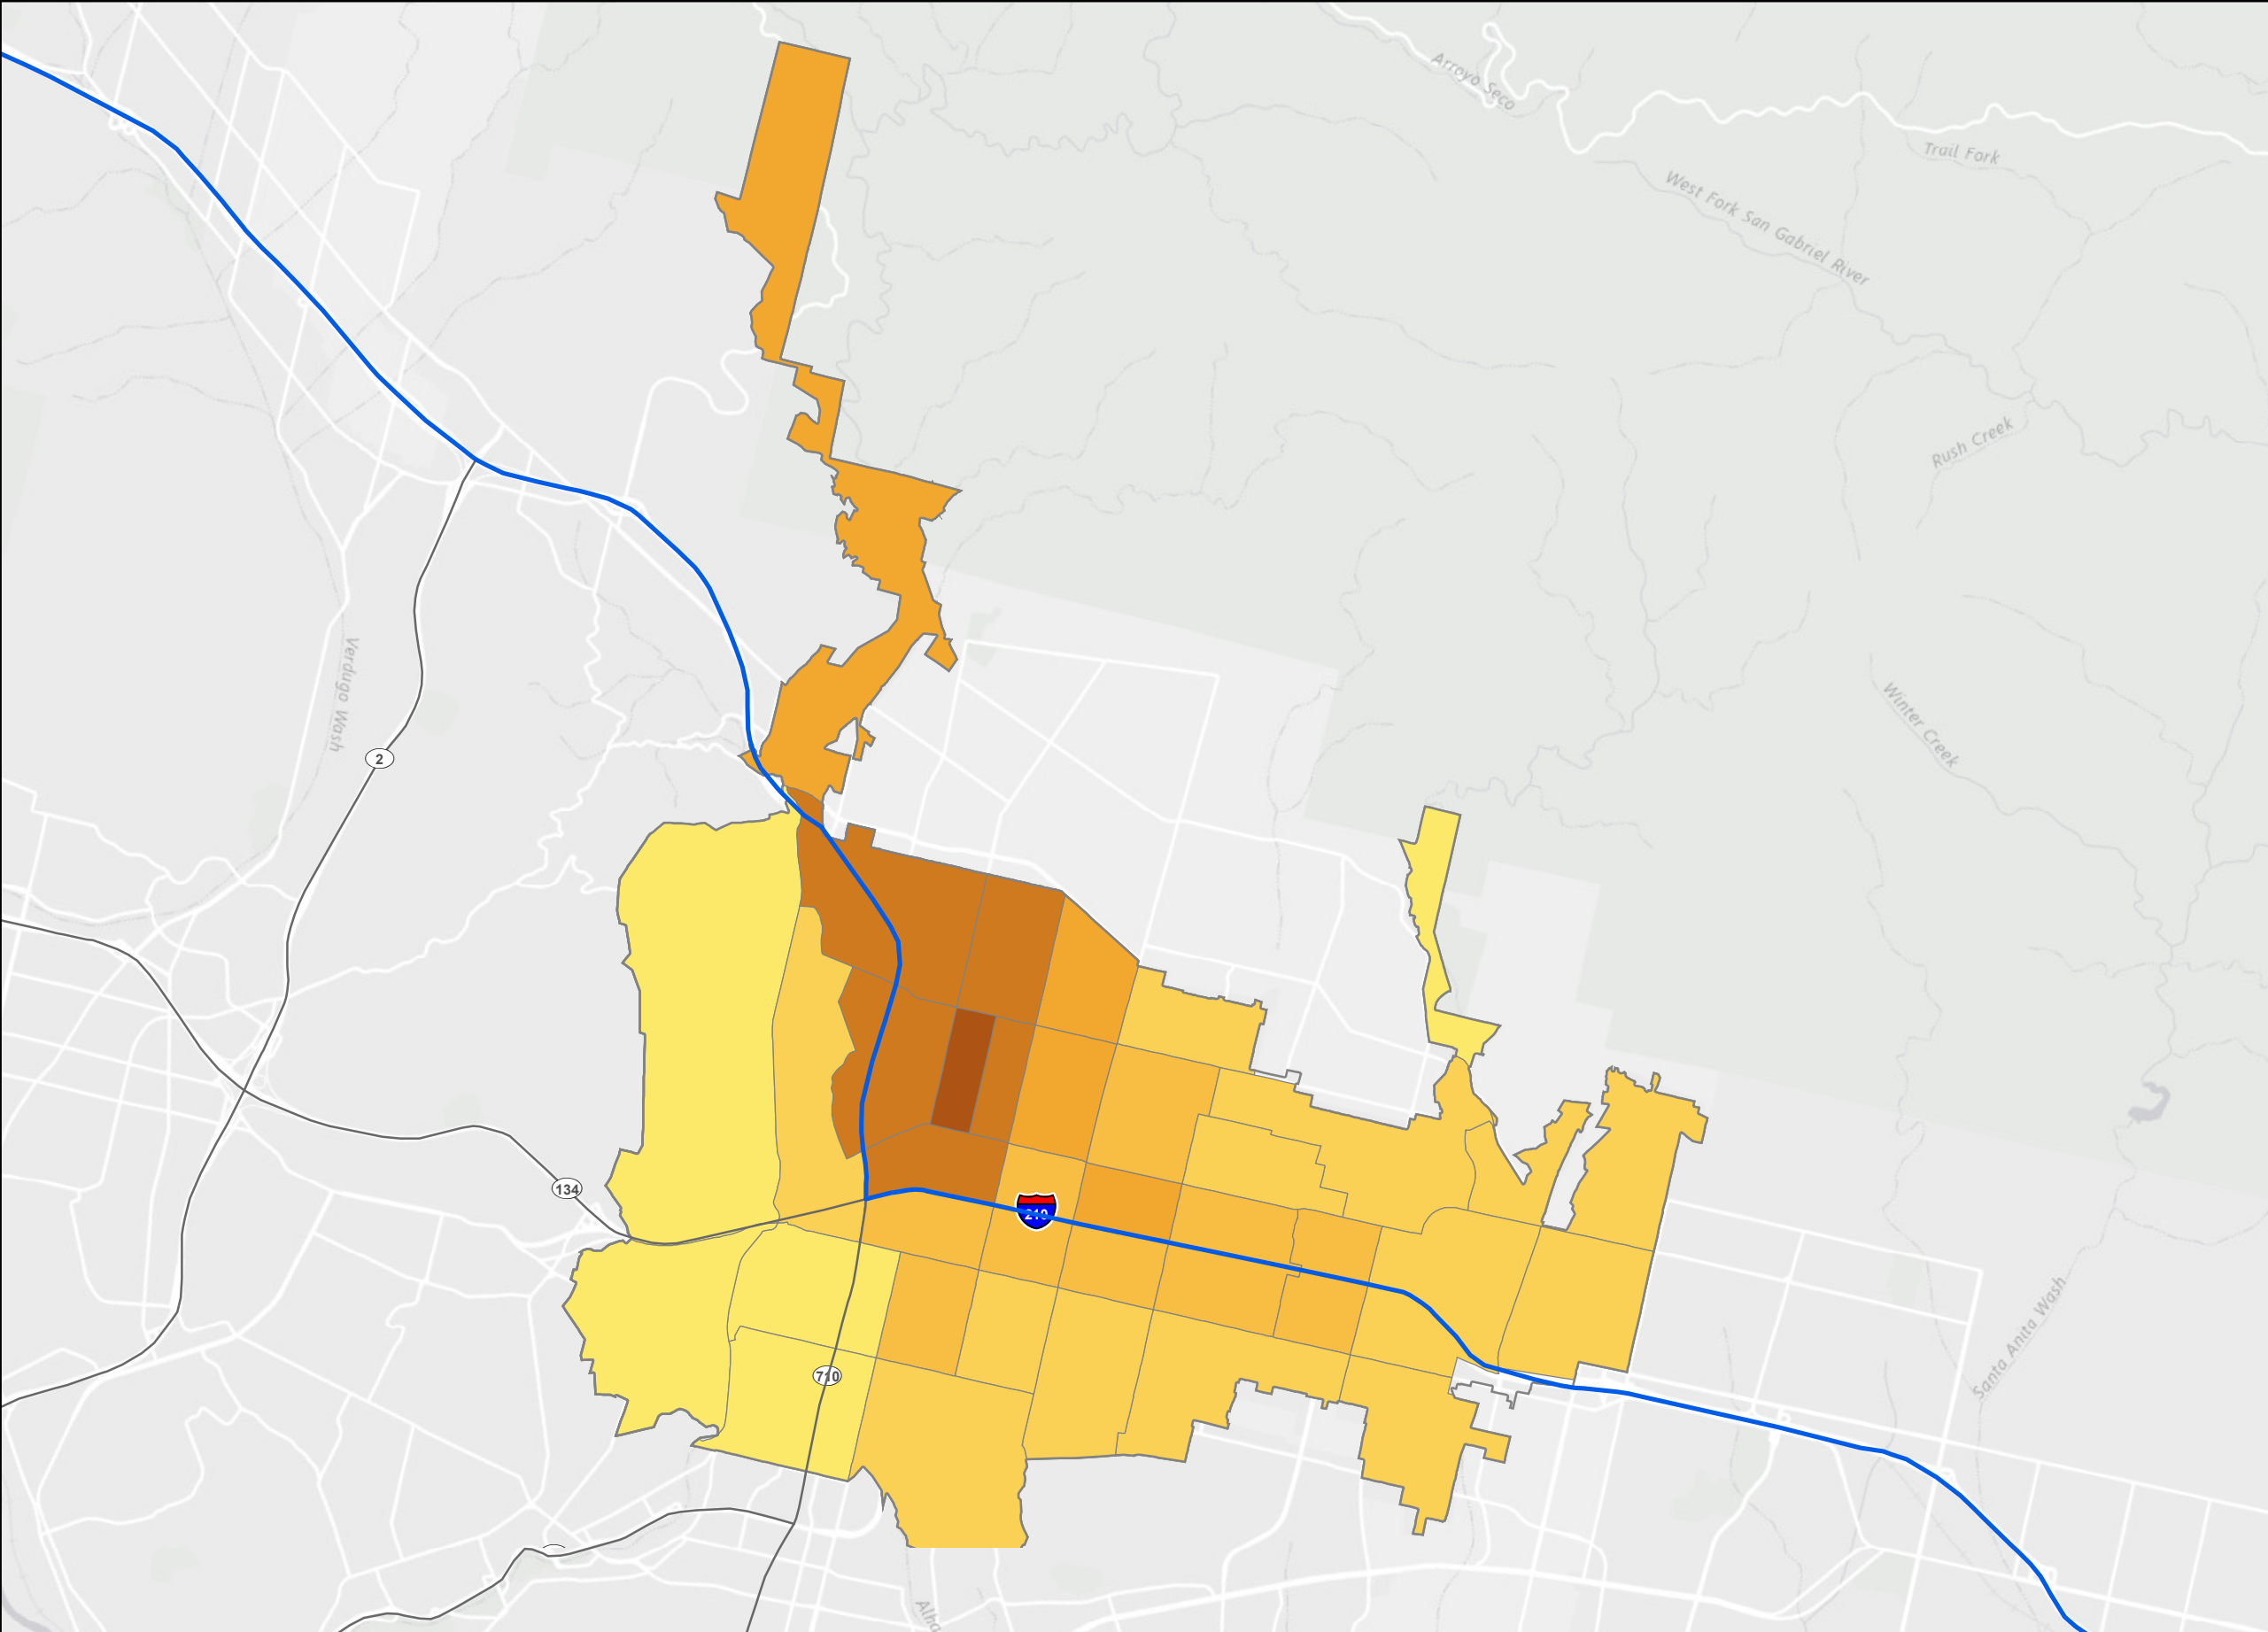 Arroyo Seco
Trail Fork
West Fork San Gabriel River
Rush Creek
Verdugo Wash
Winter Creek
2
134
210
710
Santa Anita Wash
Alha